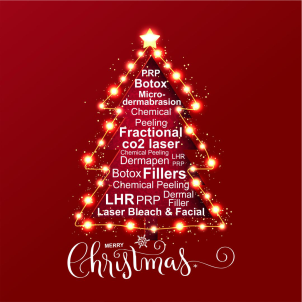 PRP
Botox
Micro-
dermabrasion
Chemical
Peeling
Fractional
co2 laser
Chemical Peeling
Dermapen LHR
PRP
Botox Fillers
Chemical Peeling
LHR PRP Dermal
Filler
Laser Bleach & Facial
MERRY
Christmas